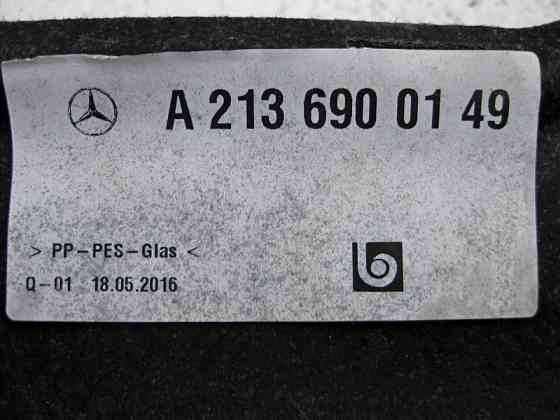 A 213 690 01 49
> PP-PES-Glas <
Q-01 18.05.2016